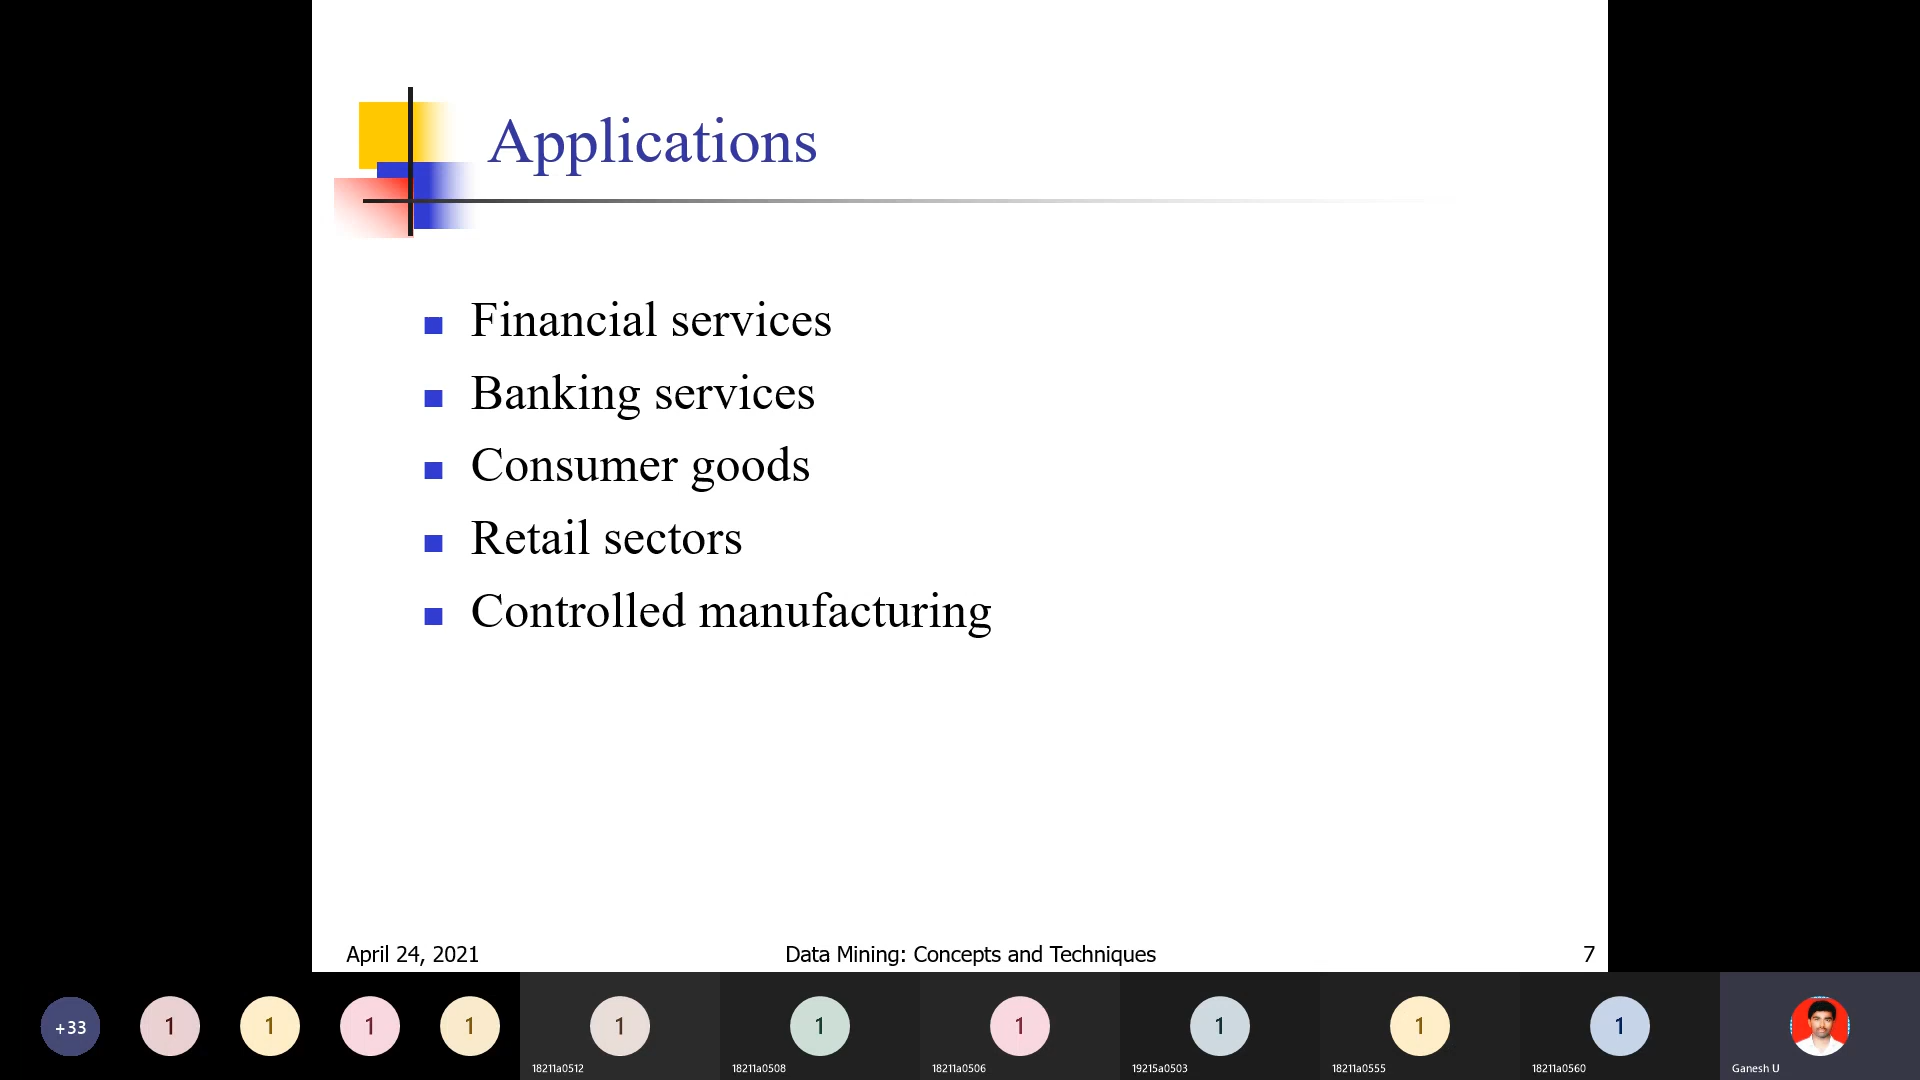 Applications
Financial services
Banking services
Consumer goods
Retail sectors
Controlled manufacturing
April 24, 2021
Data Mining: Concepts and Techniques
7
+33
1
1
1
1
1
1
1
1
1
1
18211a0512
18211a0508
18211a0506
19215a0503
18211a0555
18211a0560
Ganesh U